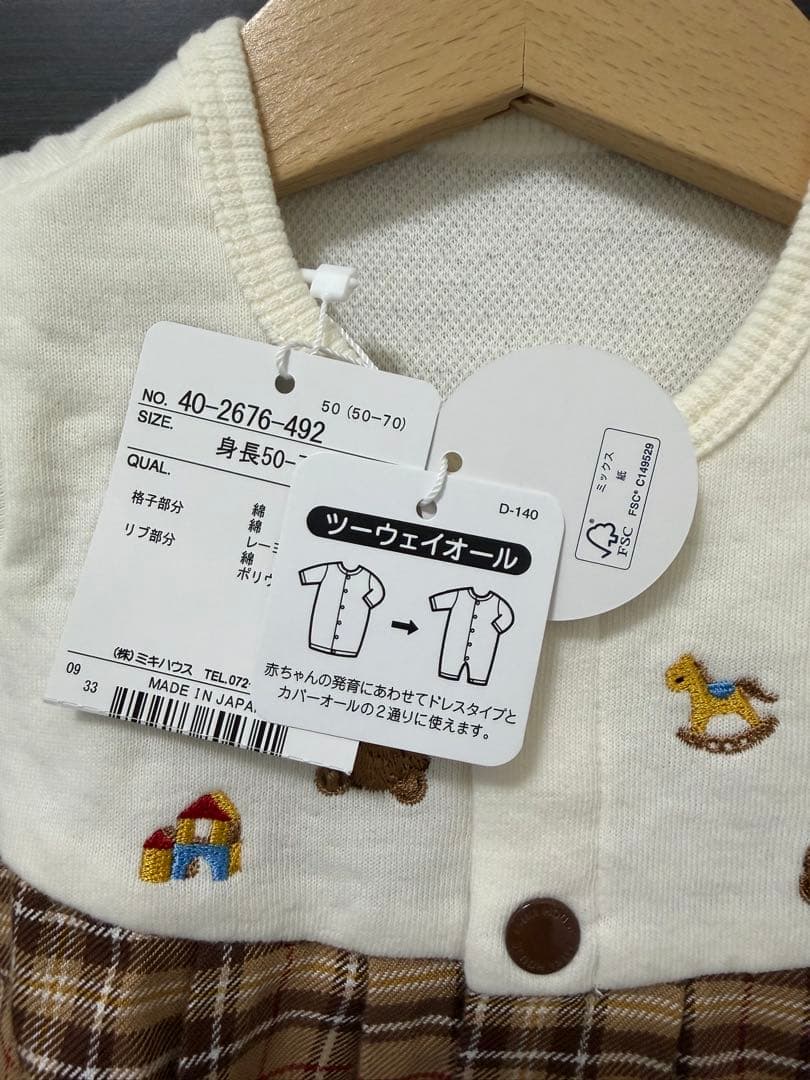 NO. 40-2676-492
50 (50-70)
SIZE.
身長50-
QUAL.
格子部分 綿
綿
リブ部分 レー
綿
ポリウ
(株)ミキハウス TEL.072-
MADE IN JAPA
09
33
D-140
ツーウェイオール
赤ちゃんの発育にあわせてドレスタイプと
カバーオールの2通りに使えます。
ミックス
紙
FSC® C149529
FSC